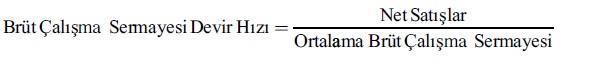 Brüt Çalışma Sermayesi Devir Hızı = Net Satışlar
Ortalama Brüt Çalışma Sermayesi